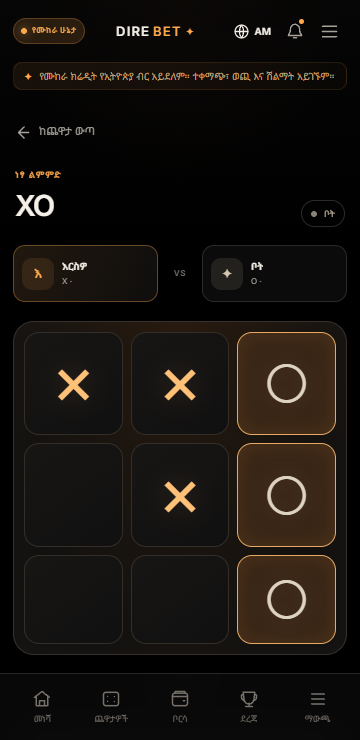 የሙከራ ሁኔታ
DIRE BET
AM
የሙከራ ክሬዲት የኢትዮጵያ ብር አይደለም። ተቀማጭ፣ ወጪ እና ሽልማት አይገኙም።
ከጨዋታ ውጣ
ነፃ ልምምድ
XO
ቦት
እ
እርስዎ
X ·
VS
ቦት
O ·
መነሻ
ጨዋታዎች
ቦርሳ
ደረጃ
ማውጫ